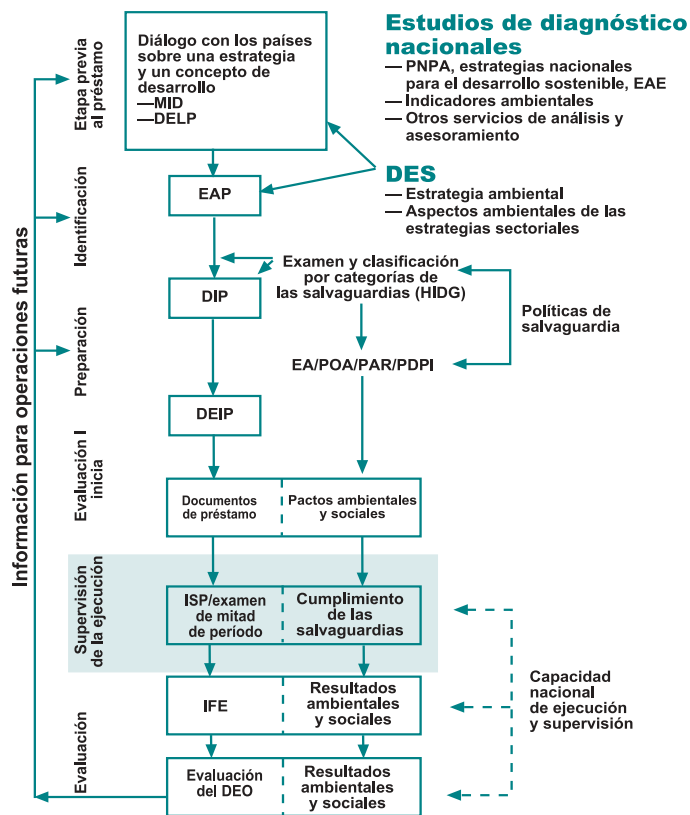 Estudios de diagnóstico
nacionales
— PNPA, estrategias nacionales
para el desarrollo sostenible, EAE
— Indicadores ambientales
— Otros servicios de análisis y
asesoramiento
Diálogo con los países
sobre una estrategia
y un concepto de
desarrollo
—MID
—DELP
Etapa previa
al préstamo
DES
— Estrategia ambiental
— Aspectos ambientales de las
estrategias sectoriales
EAP
Identificación
Examen y clasificación
por categorías de
las salvaguardias (HIDG)
DIP
Políticas de
salvaguardia
Preparación
EA/POA/PAR/PDPI
DEIP
Evaluación I
inicia
Documentos
de préstamo
Pactos ambientales
y sociales
Supervisión
de la ejecución
ISP/examen
de mitad
de período
Cumplimiento
de las
salvaguardias
Capacidad
nacional
de ejecución
y supervisión
IFE
Resultados
ambientales
y sociales
Evaluación
Evaluación
del DEO
Resultados
ambientales
y sociales
Información para operaciones futuras